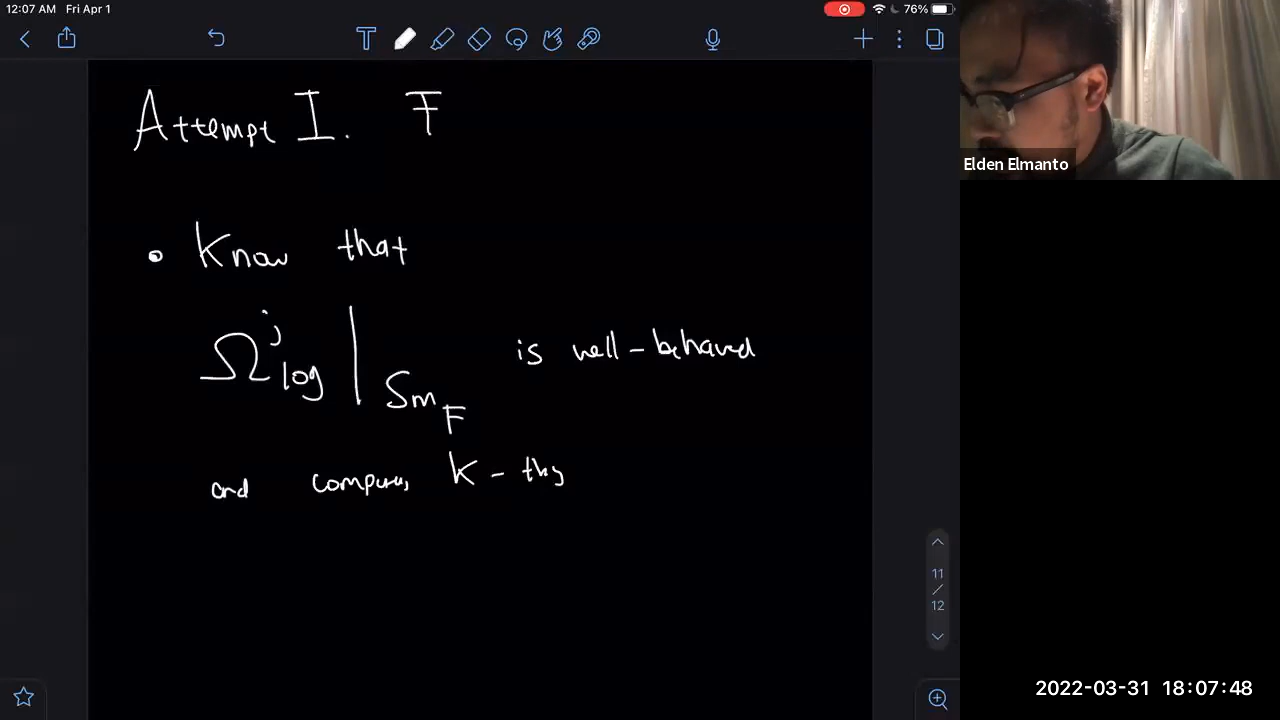 12:07 AM Fri Apr 1
76%
Attempt I. F
• Know that
Ω^j_log |_Sm_F is well-behaved
and computes K-thy
11
/
12
Elden Elmanto
2022-03-31 18:07:48